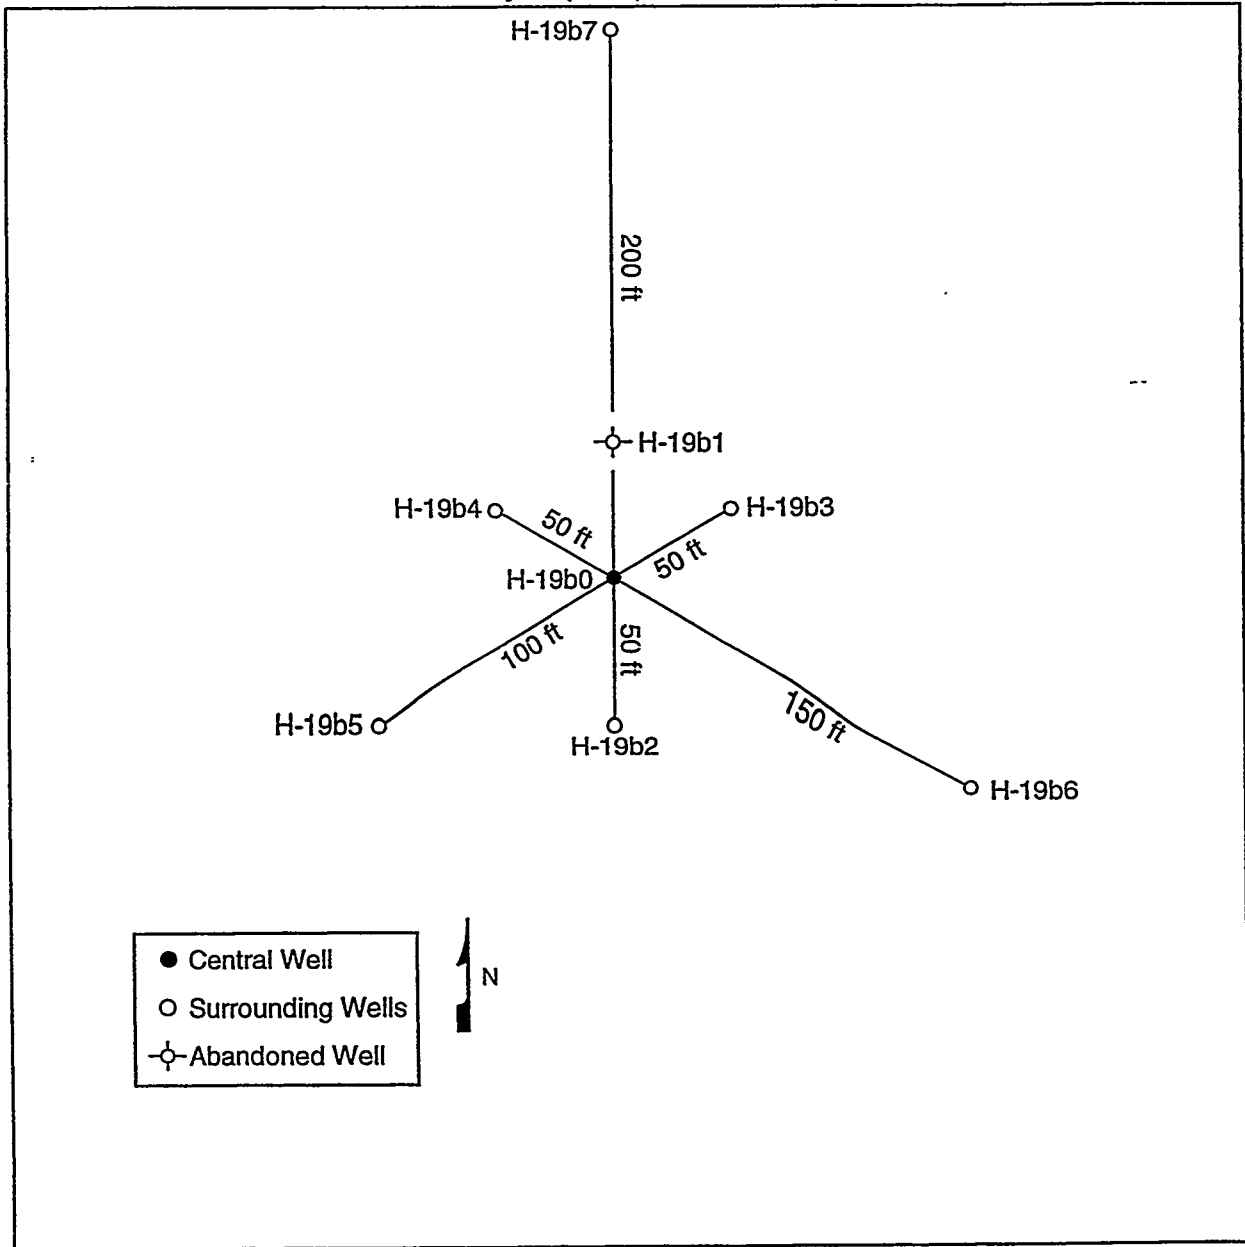 H-19b7
200 ft
H-19b1
H-19b4
50 ft
H-19b3
50 ft
H-19b0
100 ft
50 ft
150 ft
H-19b5
H-19b2
H-19b6
Central Well
Surrounding Wells
Abandoned Well
N